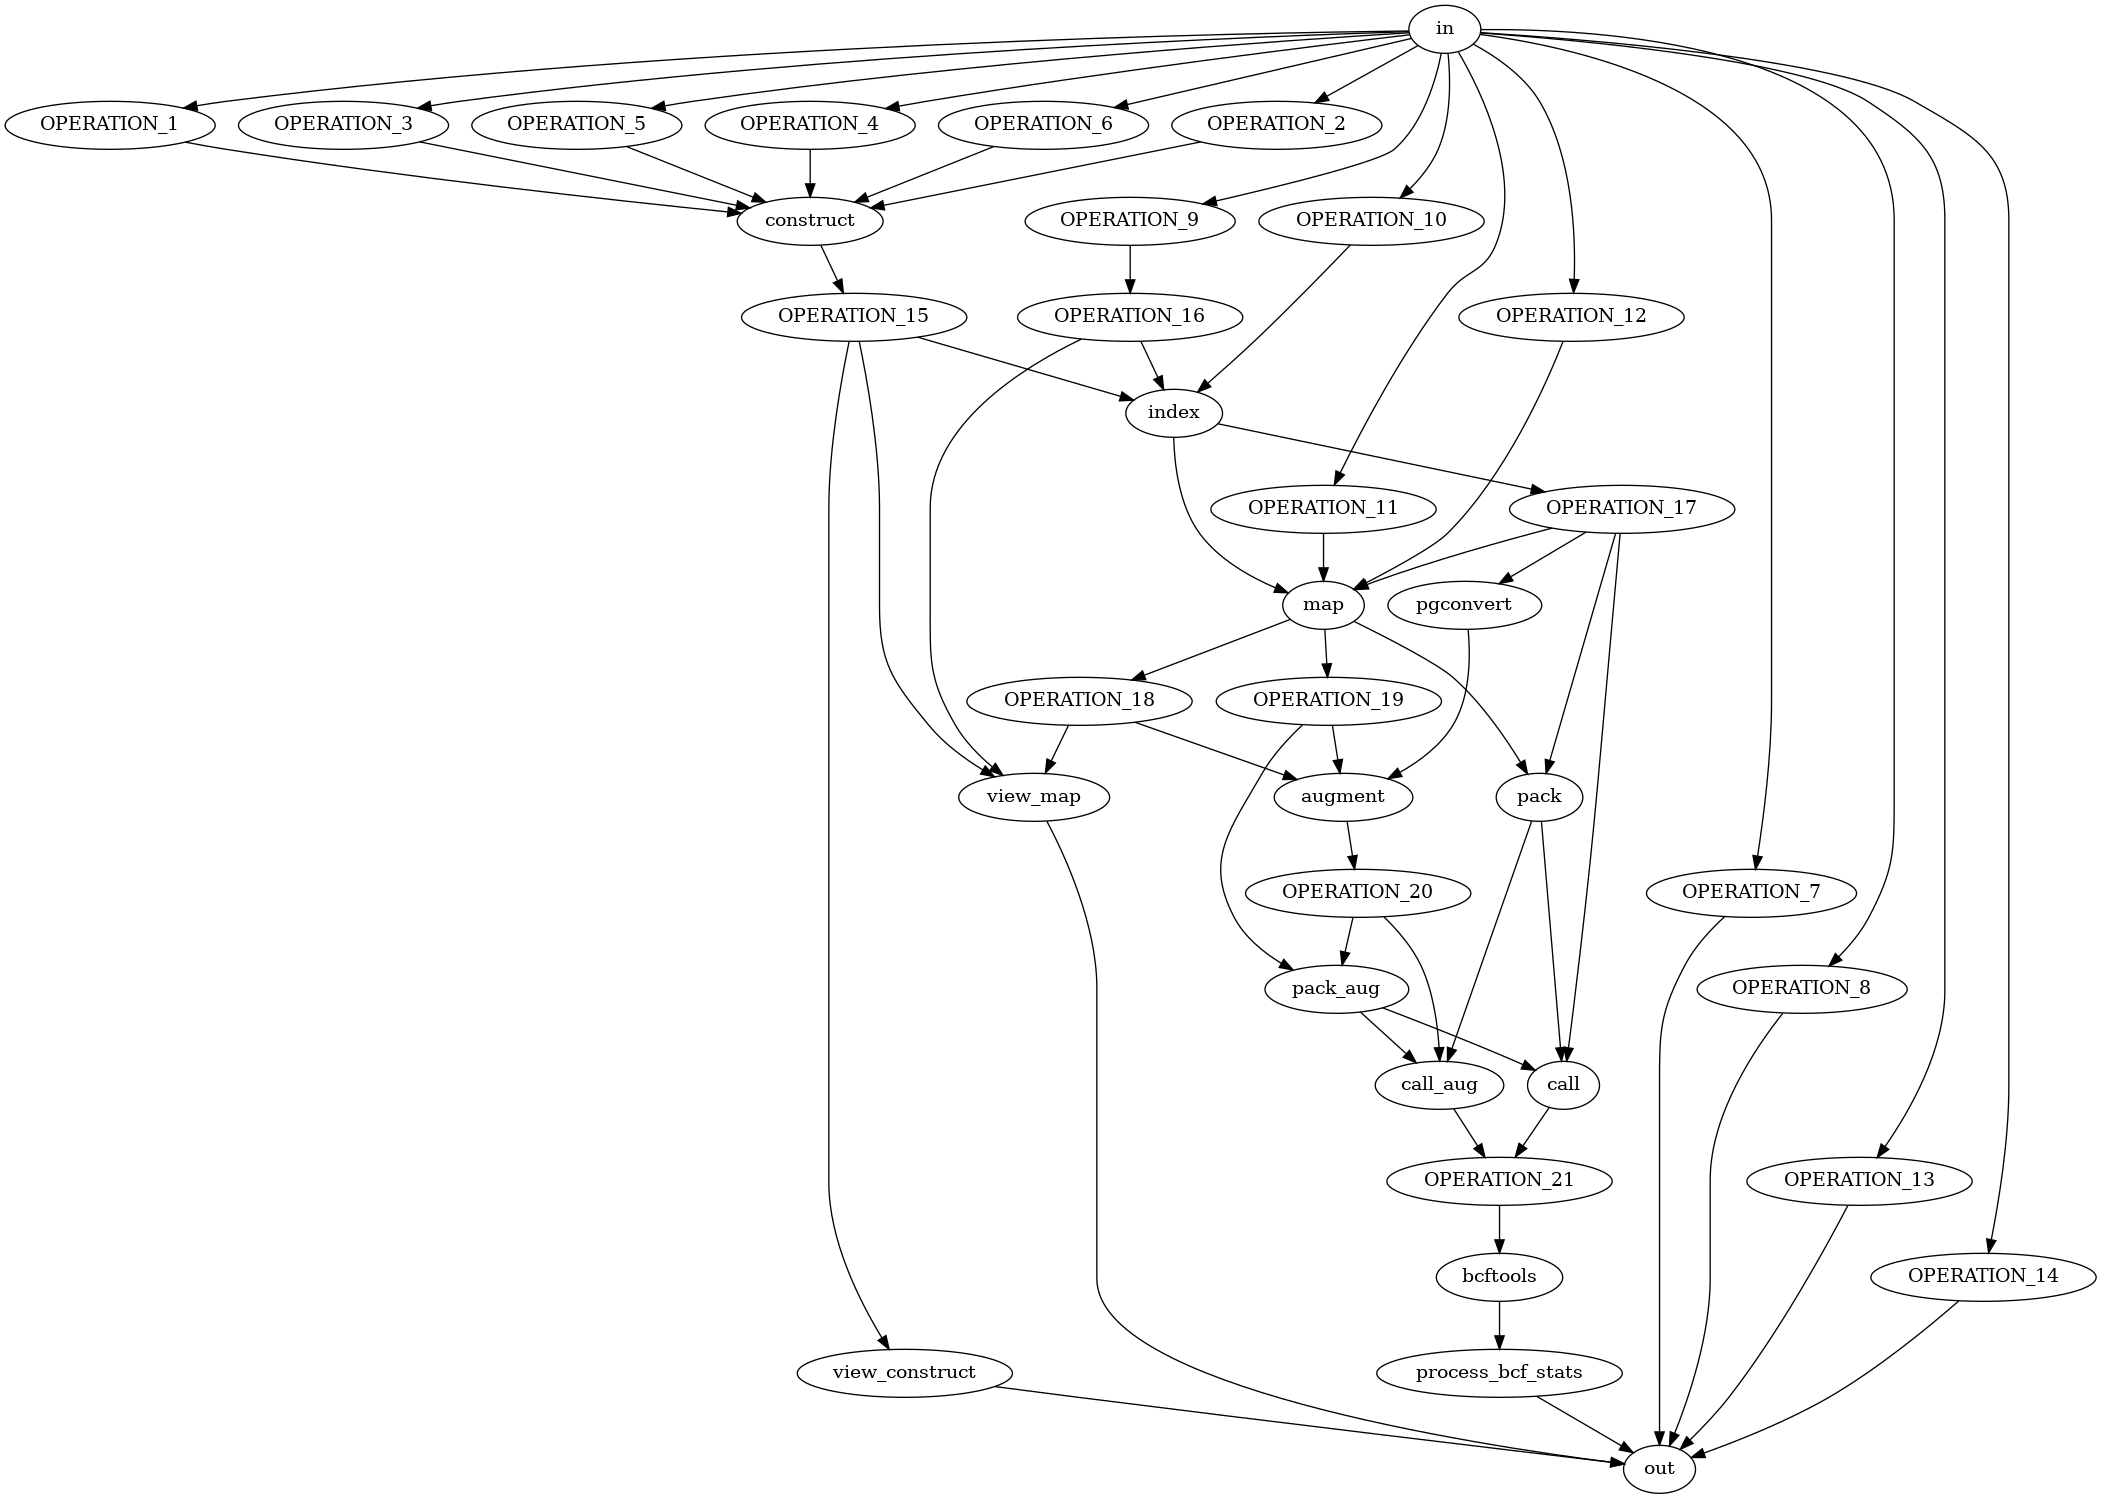 in
OPERATION_1
OPERATION_3
OPERATION_5
OPERATION_4
OPERATION_6
OPERATION_2
construct
OPERATION_9
OPERATION_10
OPERATION_15
OPERATION_16
OPERATION_12
index
OPERATION_11
OPERATION_17
map
pgconvert
OPERATION_18
OPERATION_19
view_map
augment
pack
OPERATION_20
OPERATION_7
pack_aug
OPERATION_8
call_aug
call
OPERATION_21
OPERATION_13
bcftools
OPERATION_14
view_construct
process_bcf_stats
out